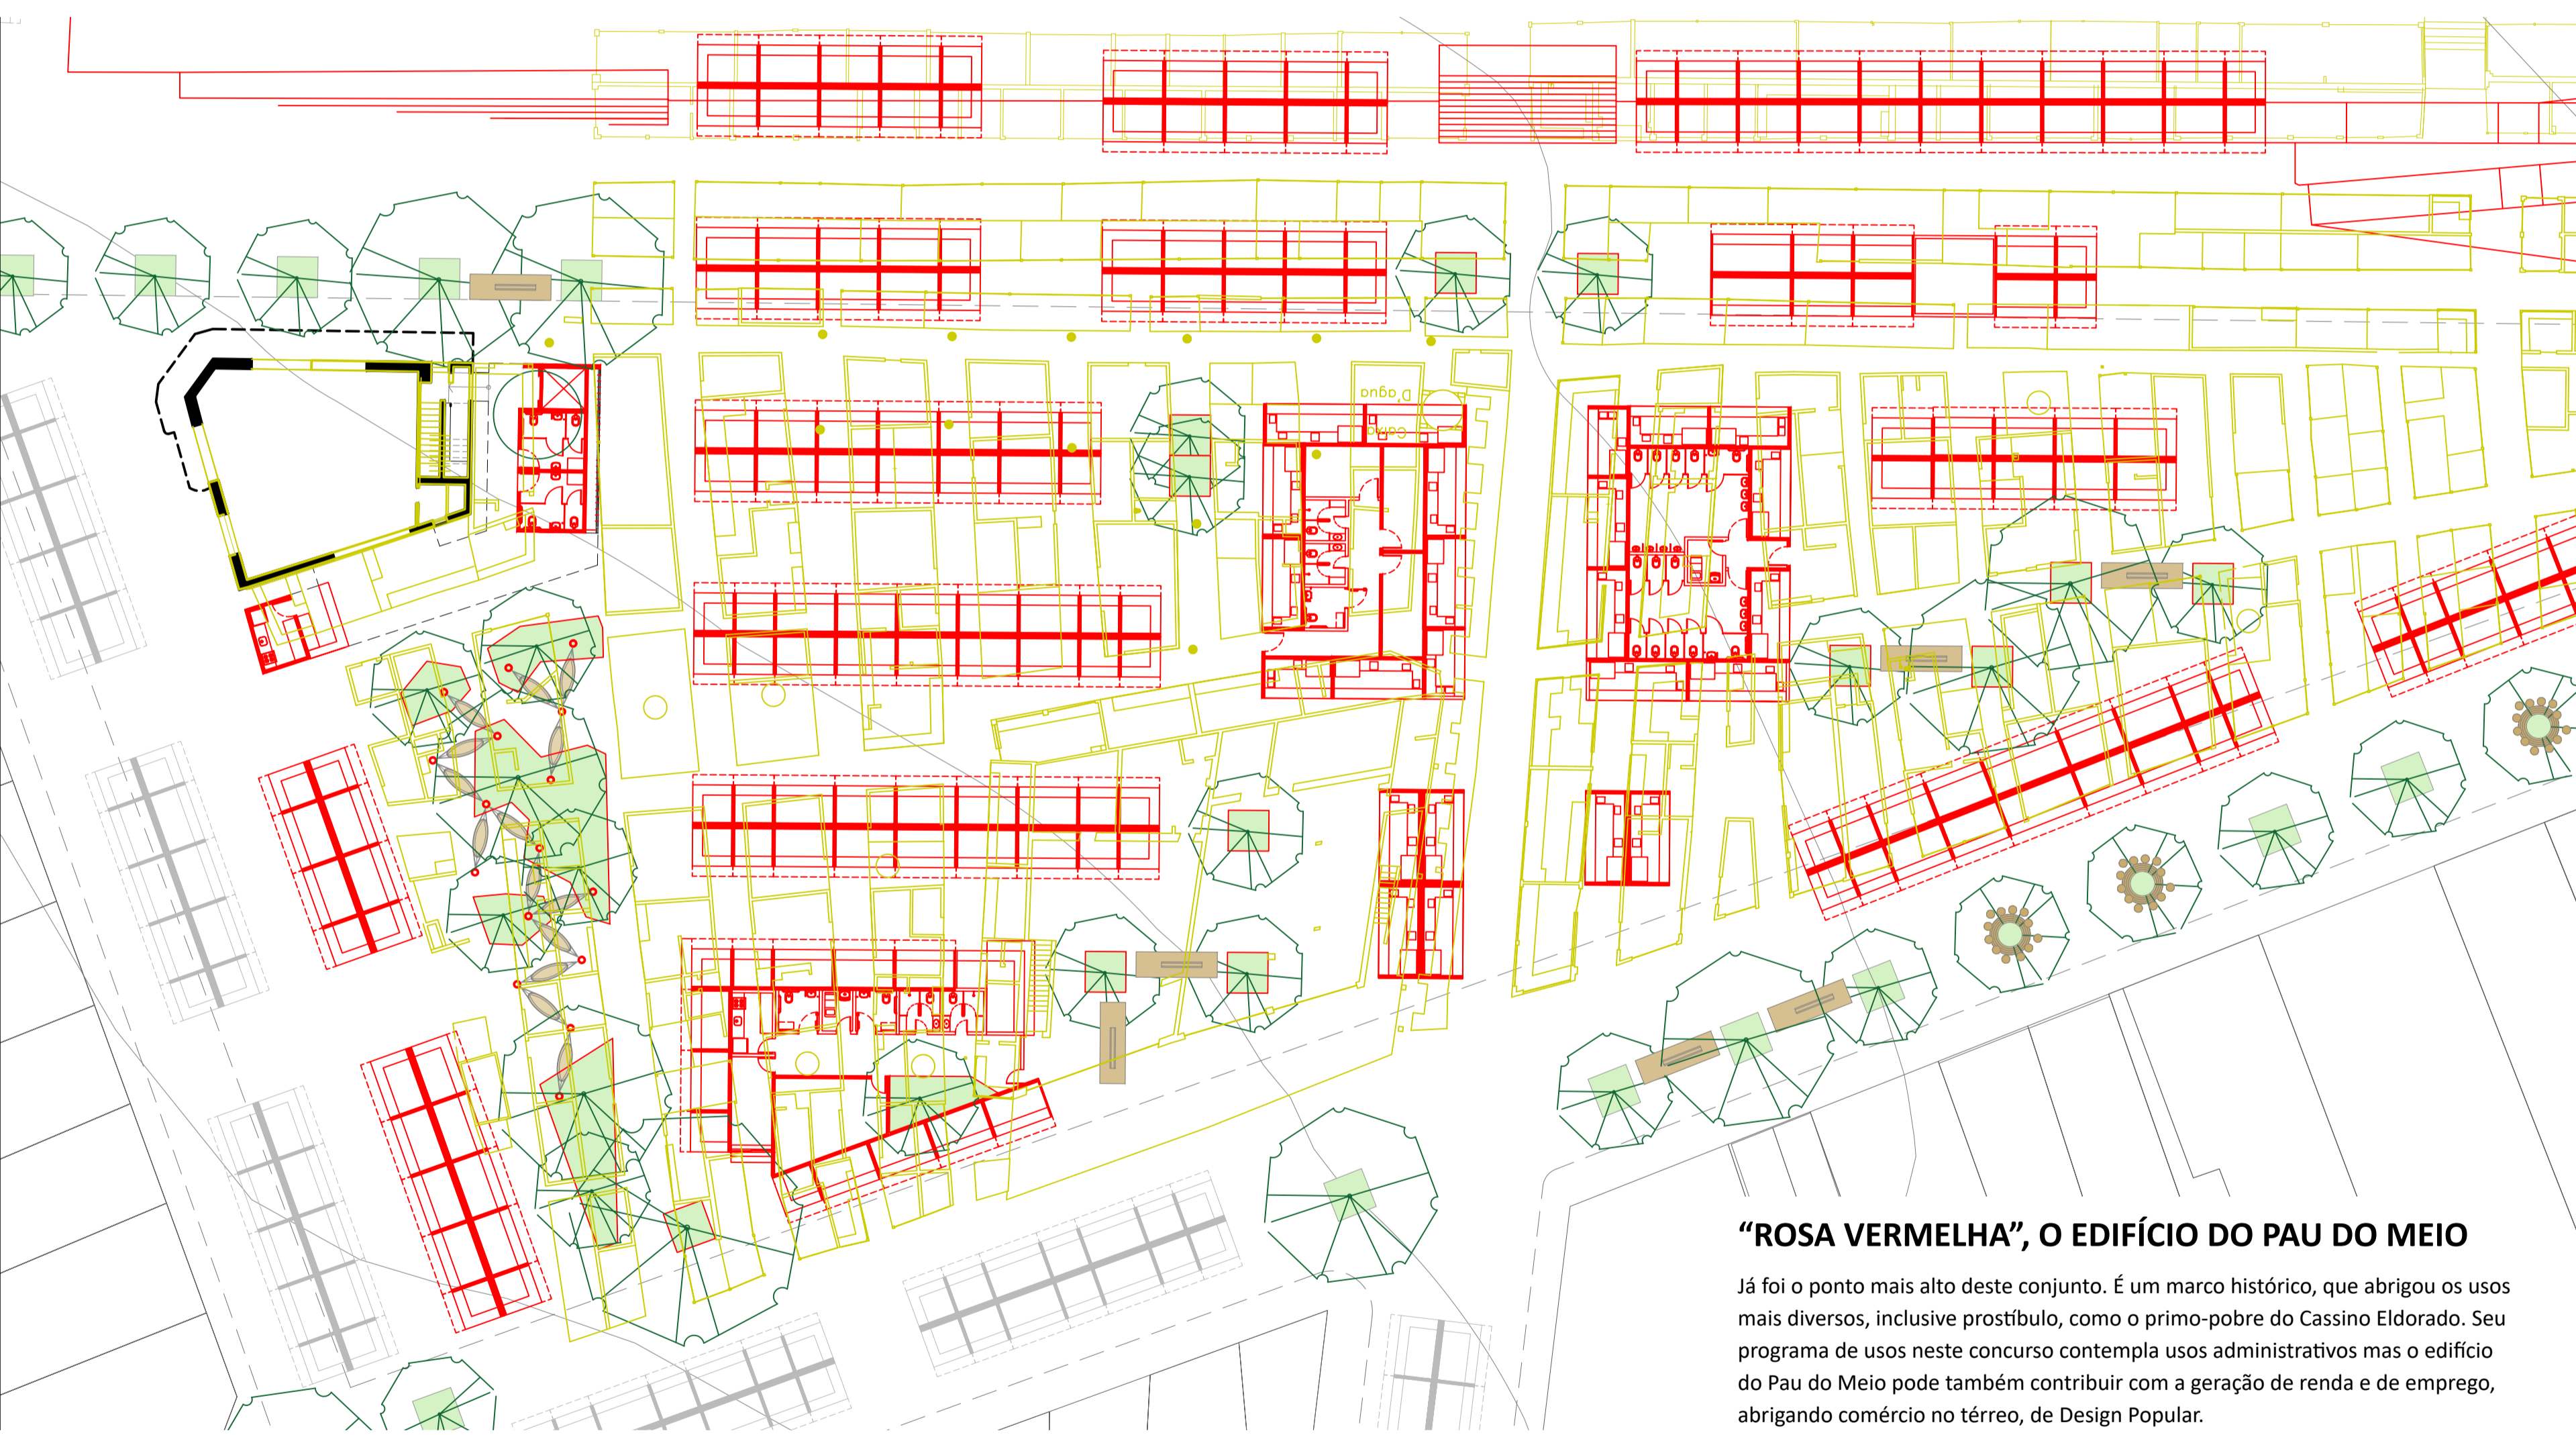 D'agua
Caixa
“ROSA VERMELHA”, O EDIFÍCIO DO PAU DO MEIO
Já foi o ponto mais alto deste conjunto. É um marco histórico, que abrigou os usos
mais diversos, inclusive prostíbulo, como o primo-pobre do Cassino Eldorado. Seu
programa de usos neste concurso contempla usos administrativos mas o edifício
do Pau do Meio pode também contribuir com a geração de renda e de emprego,
abrigando comércio no térreo, de Design Popular.